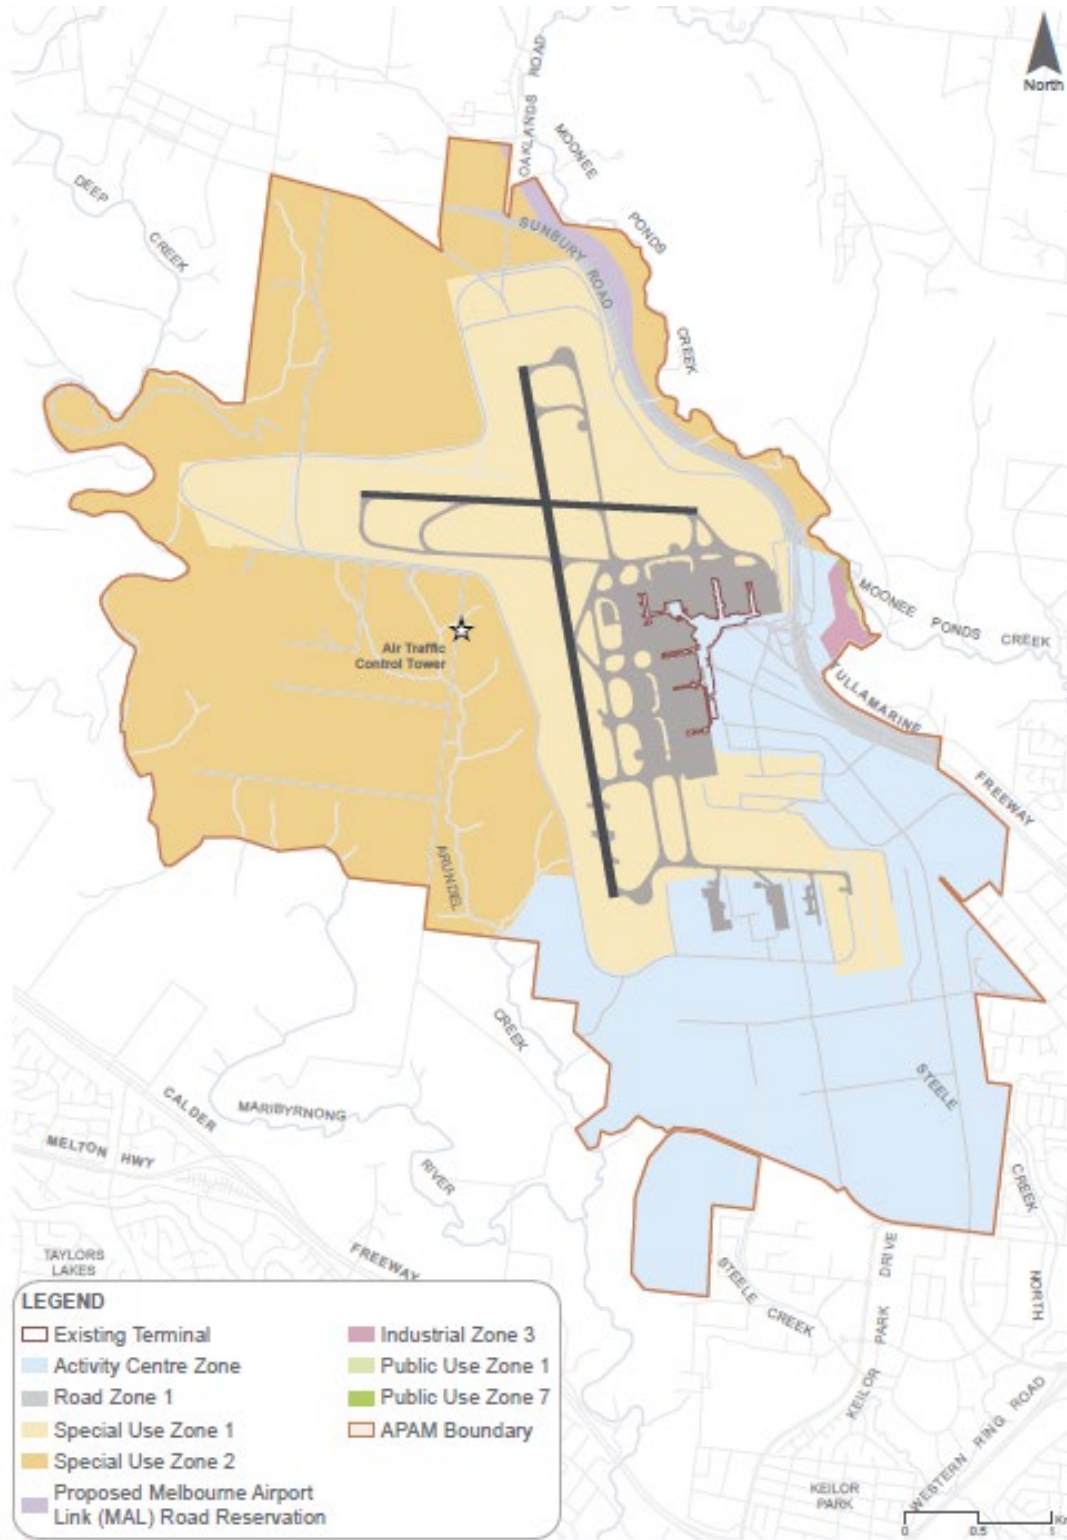 North
OAKLANDS ROAD
MOONEE
PONDS
CREEK
DEEP
CREEK
SUNBURY ROAD
MOONEE PONDS CREEK
Air Traffic
Control Tower
TULLAMARINE
FREEWAY
ARUNDEL
CREEK
STEELE
CREEK
NORTH
CALDER
FREEWAY
MARIBYRNONG
RIVER
MELTON HWY
TAYLORS
LAKES
STEELE CREEK
KEILOR PARK DRIVE
KEILOR
PARK
WESTERN RING ROAD
0 0.5 1
LEGEND
Existing Terminal
Activity Centre Zone
Road Zone 1
Special Use Zone 1
Special Use Zone 2
Proposed Melbourne Airport
Link (MAL) Road Reservation
Industrial Zone 3
Public Use Zone 1
Public Use Zone 7
APAM Boundary